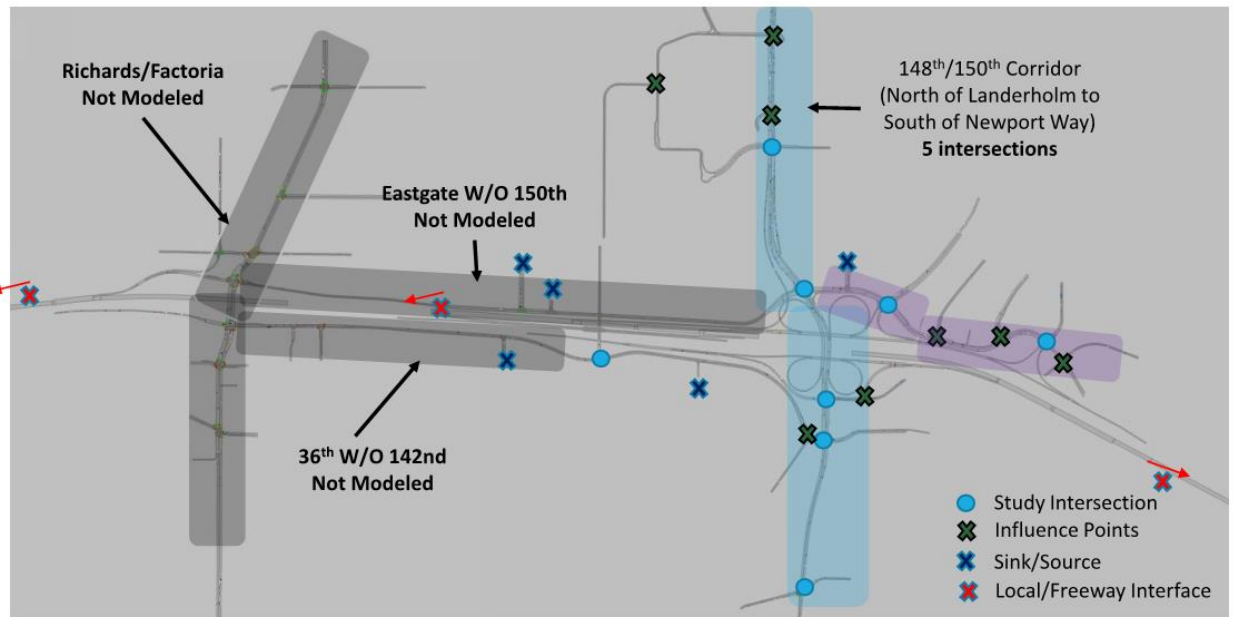 Richards/Factoria
Not Modeled
148th/150th Corridor
(North of Landerholm to
South of Newport Way)
5 intersections
Eastgate W/O 150th
Not Modeled
36th W/O 142nd
Not Modeled
Study Intersection
Influence Points
Sink/Source
Local/Freeway Interface